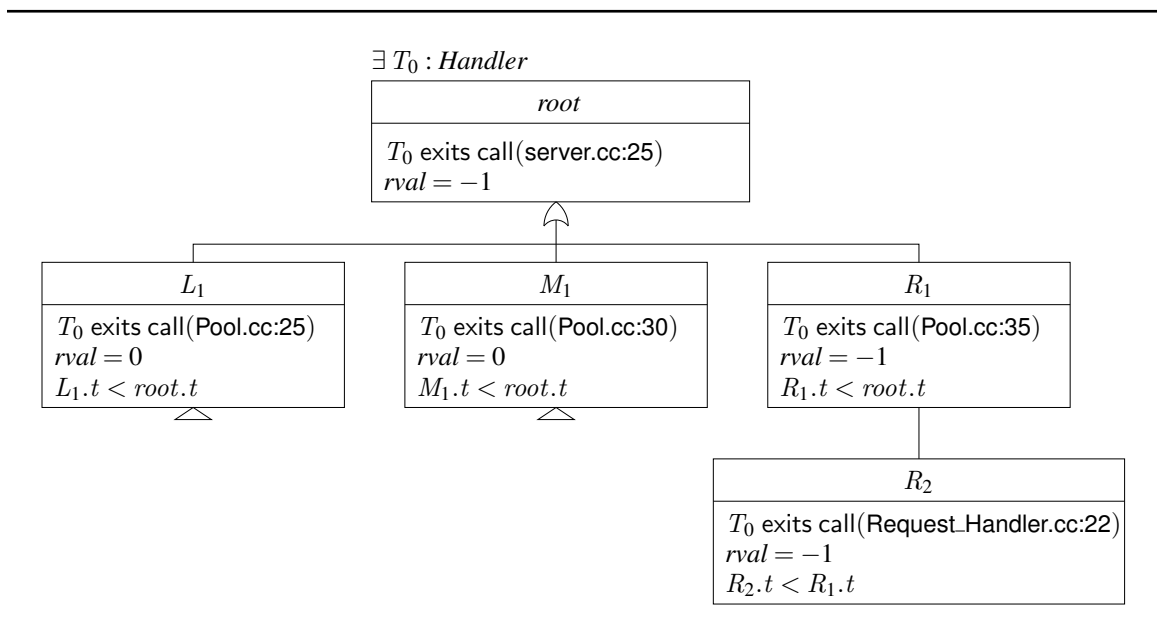 ∃ T₀ : Handler
root
T₀ exits call(server.cc:25)
rval = −1
L₁
T₀ exits call(Pool.cc:25)
rval = 0
L₁.t < root.t
M₁
T₀ exits call(Pool.cc:30)
rval = 0
M₁.t < root.t
R₁
T₀ exits call(Pool.cc:35)
rval = −1
R₁.t < root.t
R₂
T₀ exits call(Request_Handler.cc:22)
rval = −1
R₂.t < R₁.t